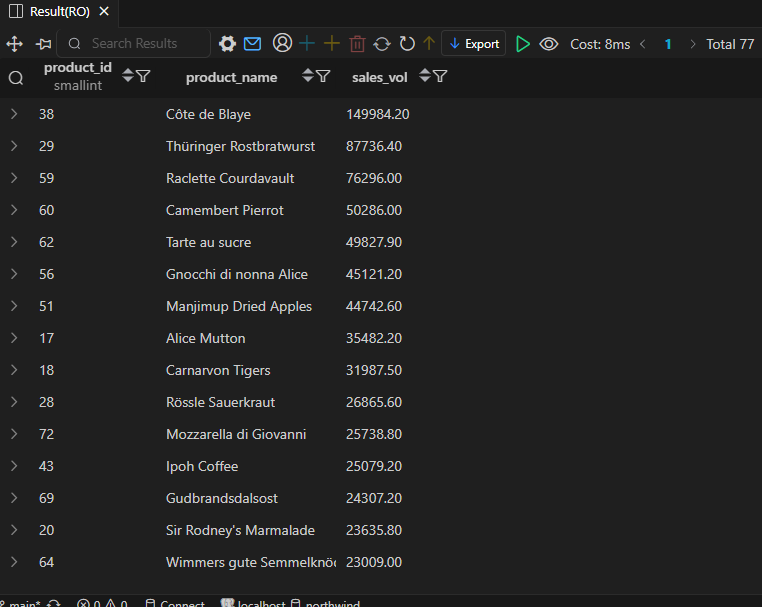 Result(RO)
Search Results Export Cost: 8ms 1 Total 77
product_id product_name sales_vol
smallint
38 Côte de Blaye 149984.20
29 Thüringer Rostbratwurst 87736.40
59 Raclette Courdavault 76296.00
60 Camembert Pierrot 50286.00
62 Tarte au sucre 49827.90
56 Gnocchi di nonna Alice 45121.20
51 Manjimup Dried Apples 44742.60
17 Alice Mutton 35482.20
18 Carnarvon Tigers 31987.50
28 Rössle Sauerkraut 26865.60
72 Mozzarella di Giovanni 25738.80
43 Ipoh Coffee 25079.20
69 Gudbrandsdalsost 24307.20
20 Sir Rodney's Marmalade 23635.80
64 Wimmers gute Semmelknö 23009.00
main* 0 0 Connect localhost northwind